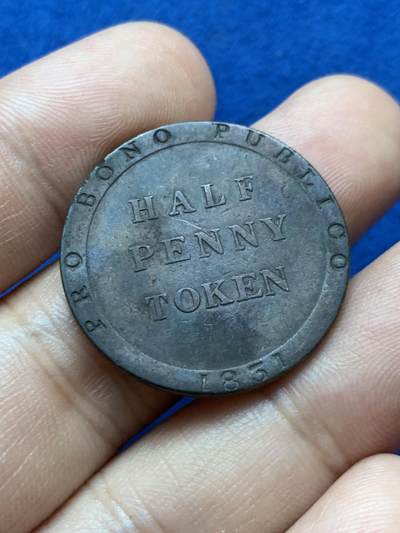 PRO BONO PUBLICO
HALF
PENNY
TOKEN
1831